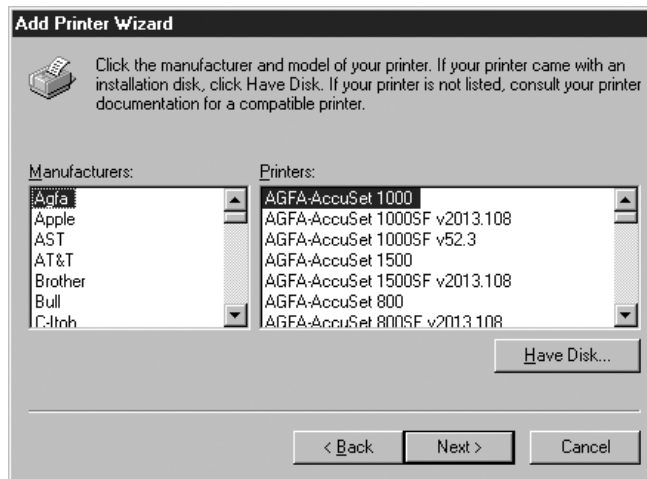 Add Printer Wizard
Click the manufacturer and model of your printer. If your printer came with an
installation disk, click Have Disk. If your printer is not listed, consult your printer
documentation for a compatible printer.
Manufacturers:
Agfa
Apple
AST
AT&T
Brother
Bull
C-Itoh
Printers:
AGFA-AccuSet 1000
AGFA-AccuSet 1000SF v2013.108
AGFA-AccuSet 1000SF v52.3
AGFA-AccuSet 1500
AGFA-AccuSet 1500SF v2013.108
AGFA-AccuSet 800
AGFA-AccuSet 800SF v2013.108
Have Disk...
< Back
Next >
Cancel